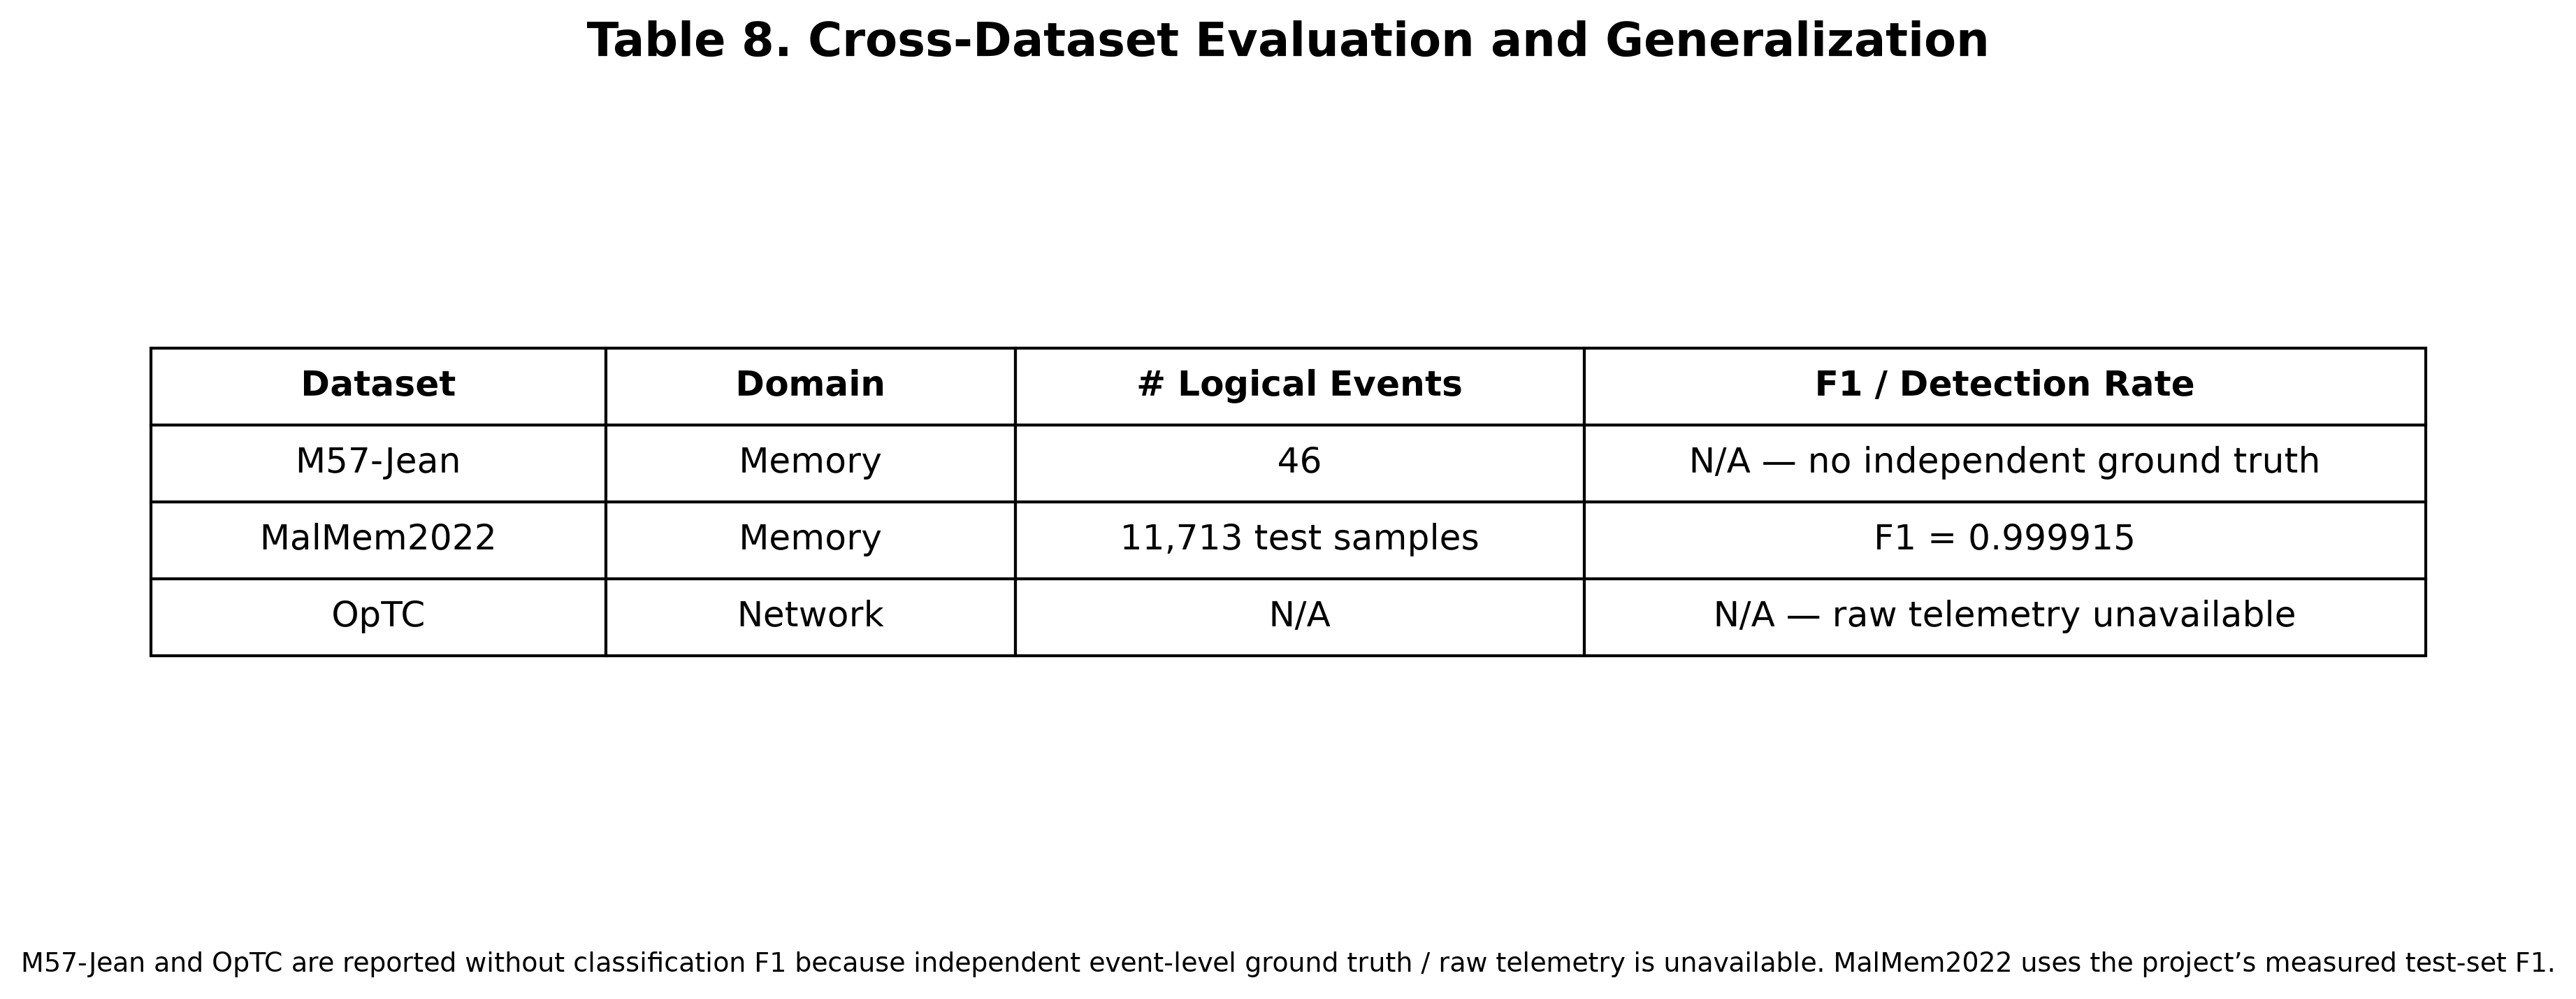 Table 8. Cross-Dataset Evaluation and Generalization
Dataset Domain # Logical Events F1 / Detection Rate
M57-Jean Memory 46 N/A — no independent ground truth
MalMem2022 Memory 11,713 test samples F1 = 0.999915
OpTC Network N/A N/A — raw telemetry unavailable
M57-Jean and OpTC are reported without classification F1 because independent event-level ground truth / raw telemetry is unavailable. MalMem2022 uses the project’s measured test-set F1.